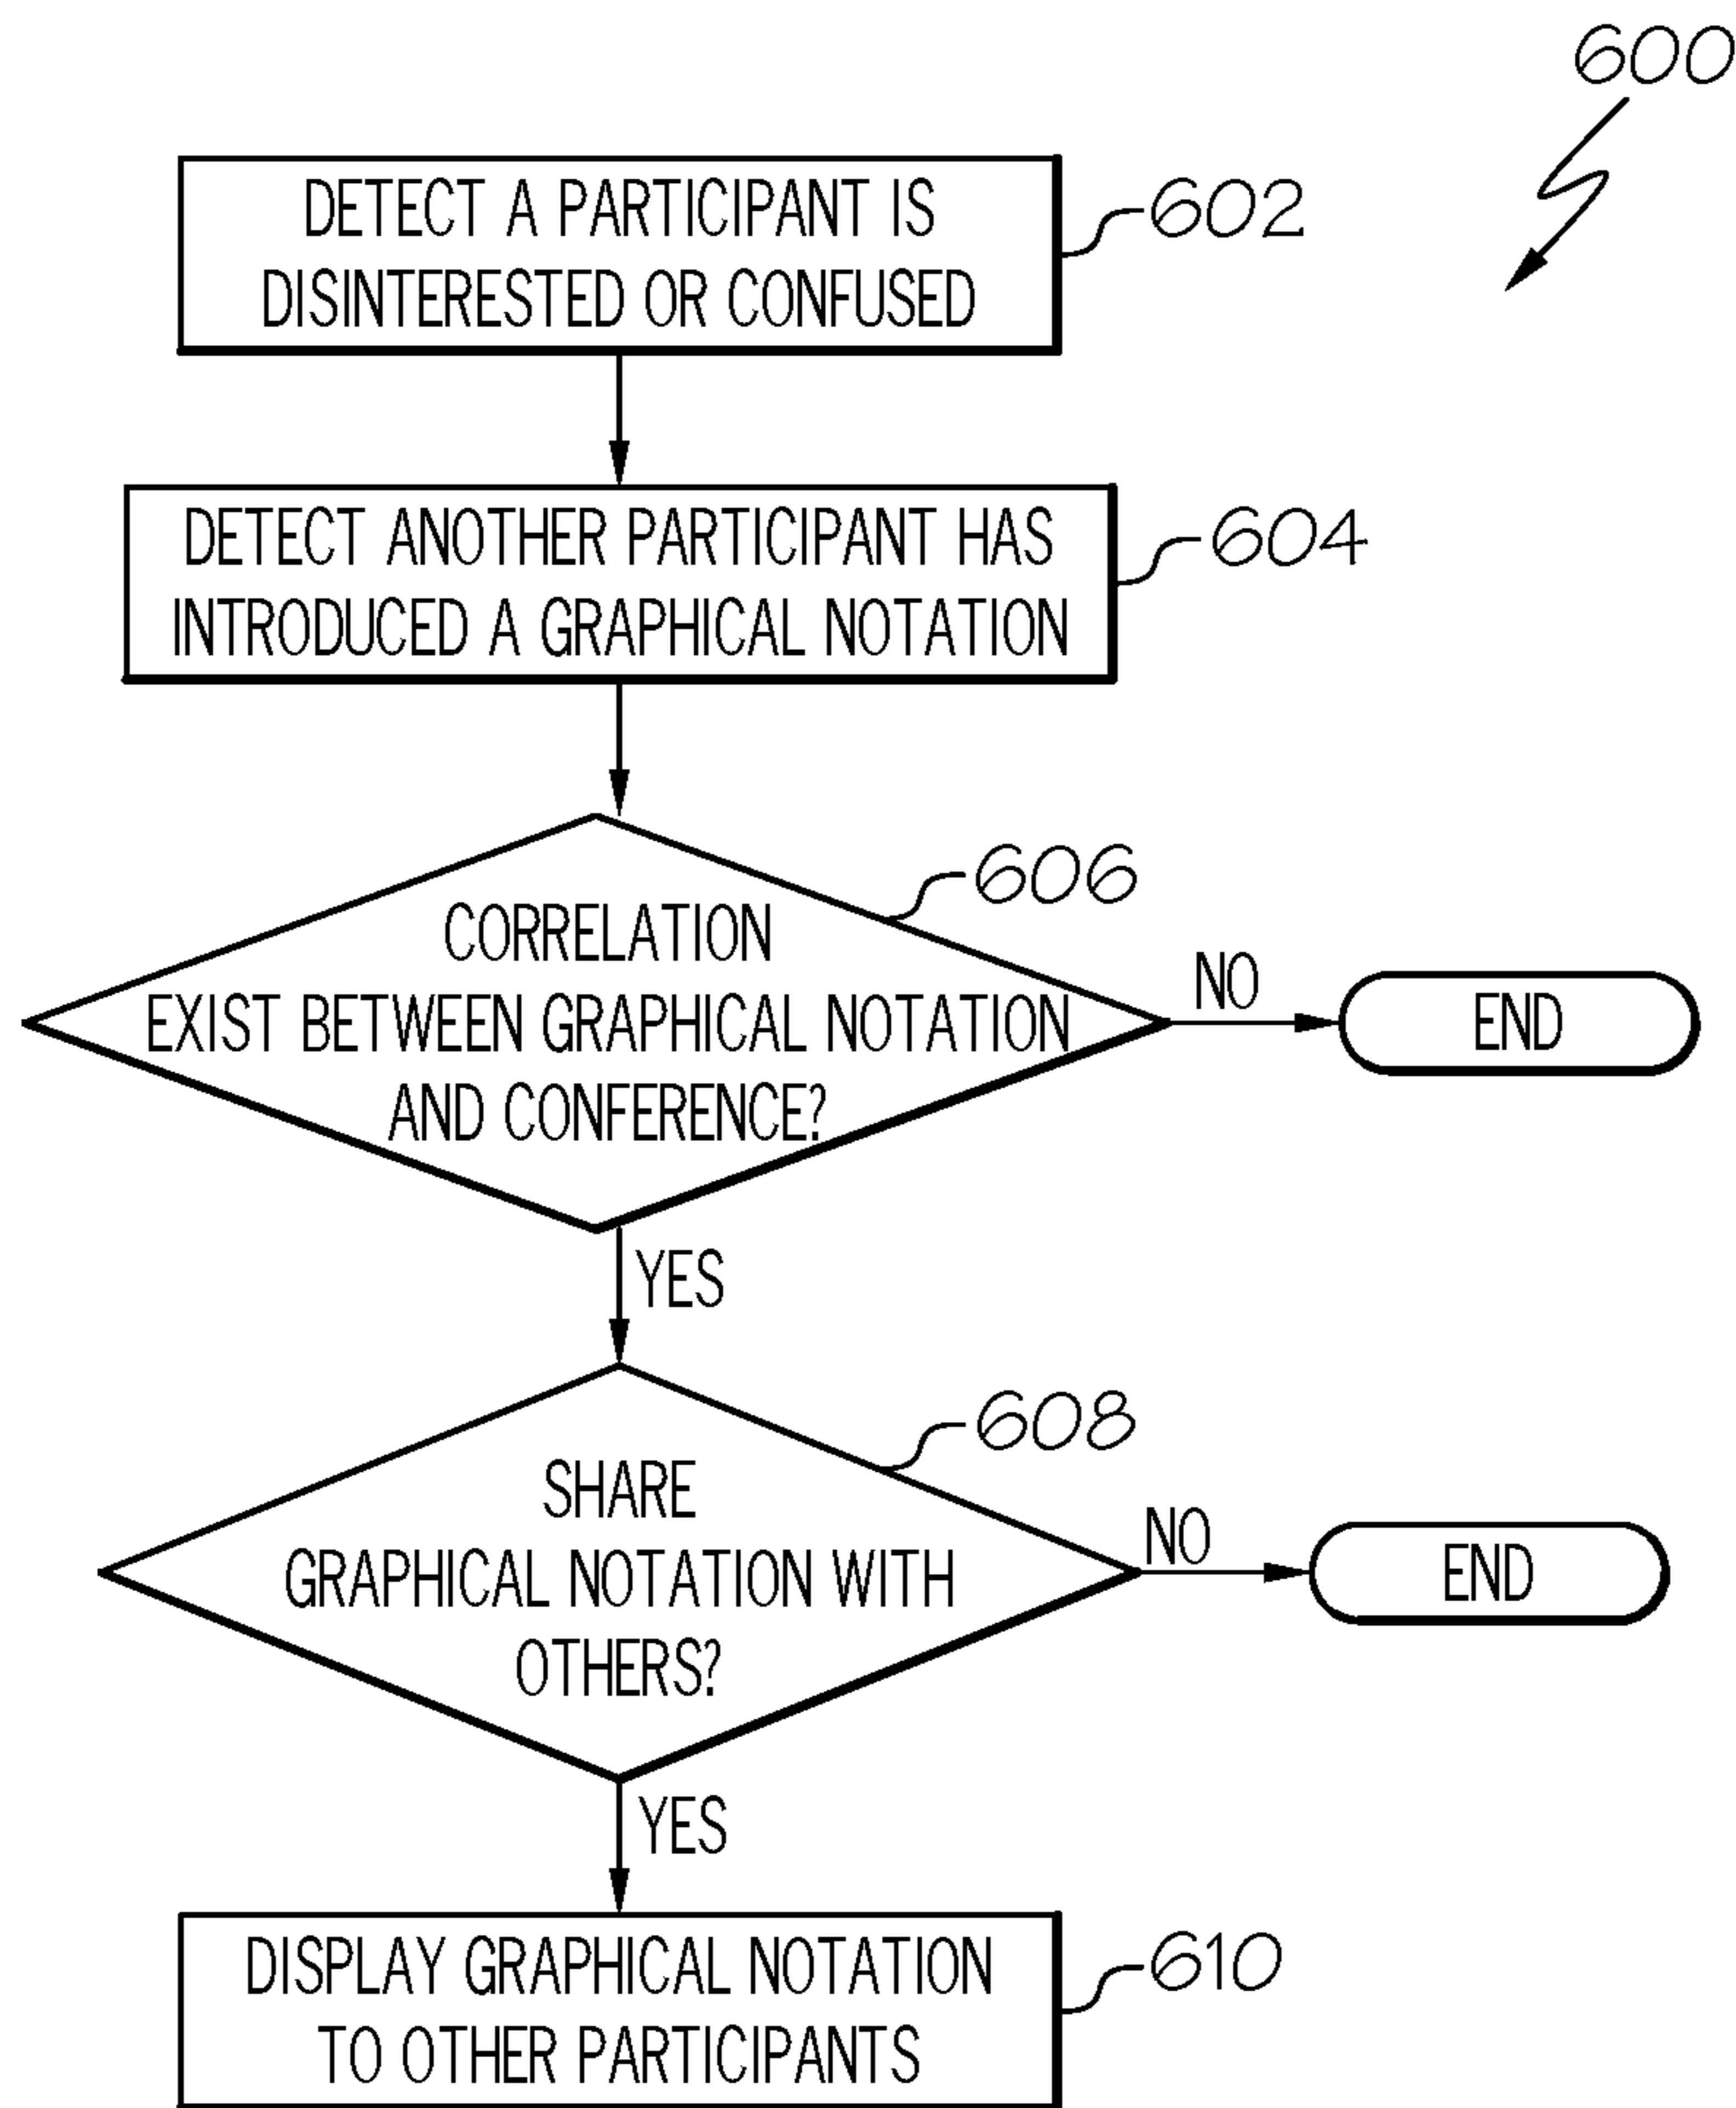 600
DETECT A PARTICIPANT IS
DISINTERESTED OR CONFUSED
602
DETECT ANOTHER PARTICIPANT HAS
INTRODUCED A GRAPHICAL NOTATION
604
CORRELATION
EXIST BETWEEN GRAPHICAL NOTATION
AND CONFERENCE?
606
NO
END
YES
SHARE
GRAPHICAL NOTATION WITH
OTHERS?
608
NO
END
YES
DISPLAY GRAPHICAL NOTATION
TO OTHER PARTICIPANTS
610